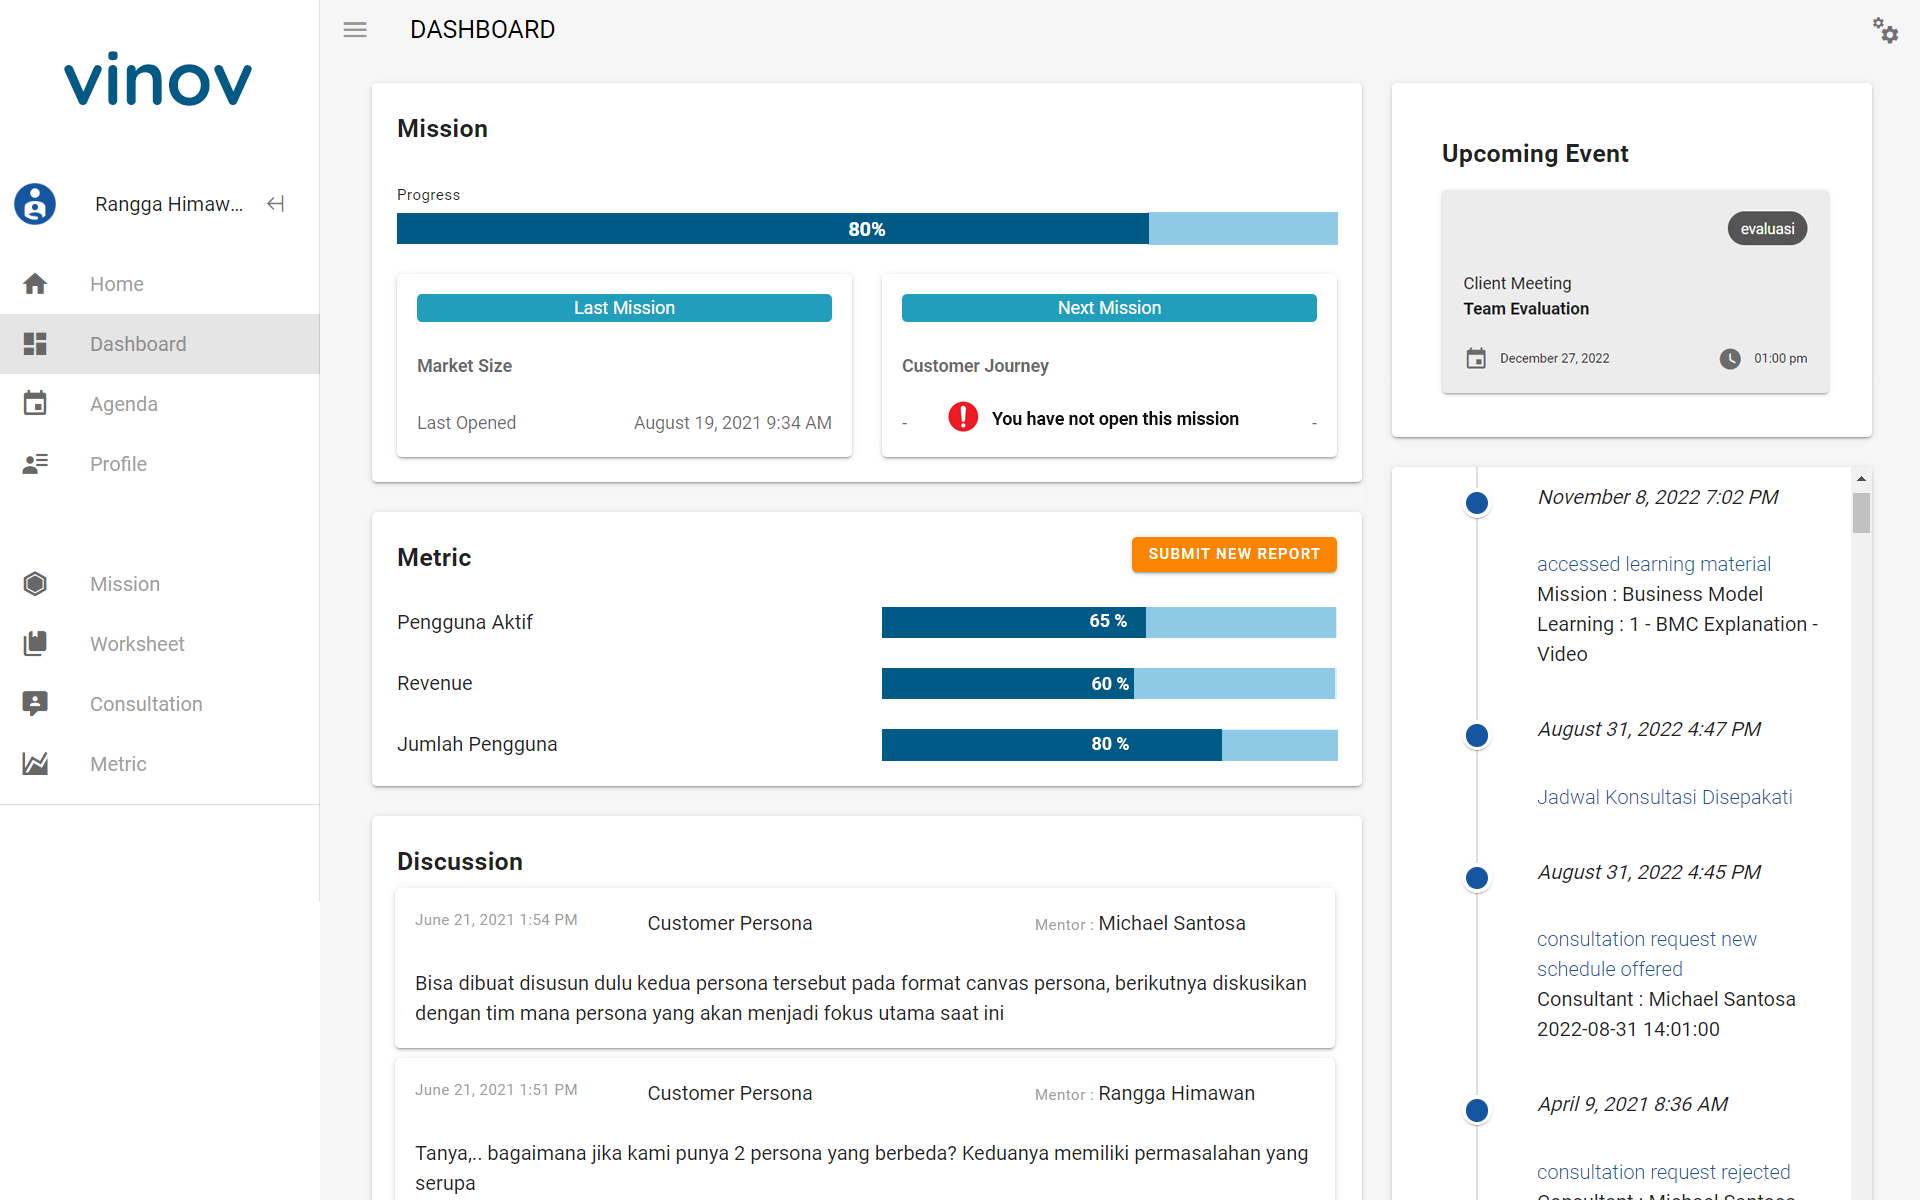 vinov
Rangga Himaw...
Home
Dashboard
Agenda
Profile
Mission
Worksheet
Consultation
Metric
DASHBOARD
Mission
Progress
80%
Last Mission
Market Size
Last Opened August 19, 2021 9:34 AM
Next Mission
Customer Journey
- You have not open this mission -
Metric
SUBMIT NEW REPORT
Pengguna Aktif 65 %
Revenue 60 %
Jumlah Pengguna 80 %
Discussion
June 21, 2021 1:54 PM Customer Persona Mentor : Michael Santosa
Bisa dibuat disusun dulu kedua persona tersebut pada format canvas persona, berikutnya diskusikan
dengan tim mana persona yang akan menjadi fokus utama saat ini
June 21, 2021 1:51 PM Customer Persona Mentor : Rangga Himawan
Tanya,.. bagaimana jika kami punya 2 persona yang berbeda? Keduanya memiliki permasalahan yang
serupa
Upcoming Event
evaluasi
Client Meeting
Team Evaluation
December 27, 2022 01:00 pm
November 8, 2022 7:02 PM
accessed learning material
Mission : Business Model
Learning : 1 - BMC Explanation -
Video
August 31, 2022 4:47 PM
Jadwal Konsultasi Disepakati
August 31, 2022 4:45 PM
consultation request new
schedule offered
Consultant : Michael Santosa
2022-08-31 14:01:00
April 9, 2021 8:36 AM
consultation request rejected
Consultant : Michael Santosa